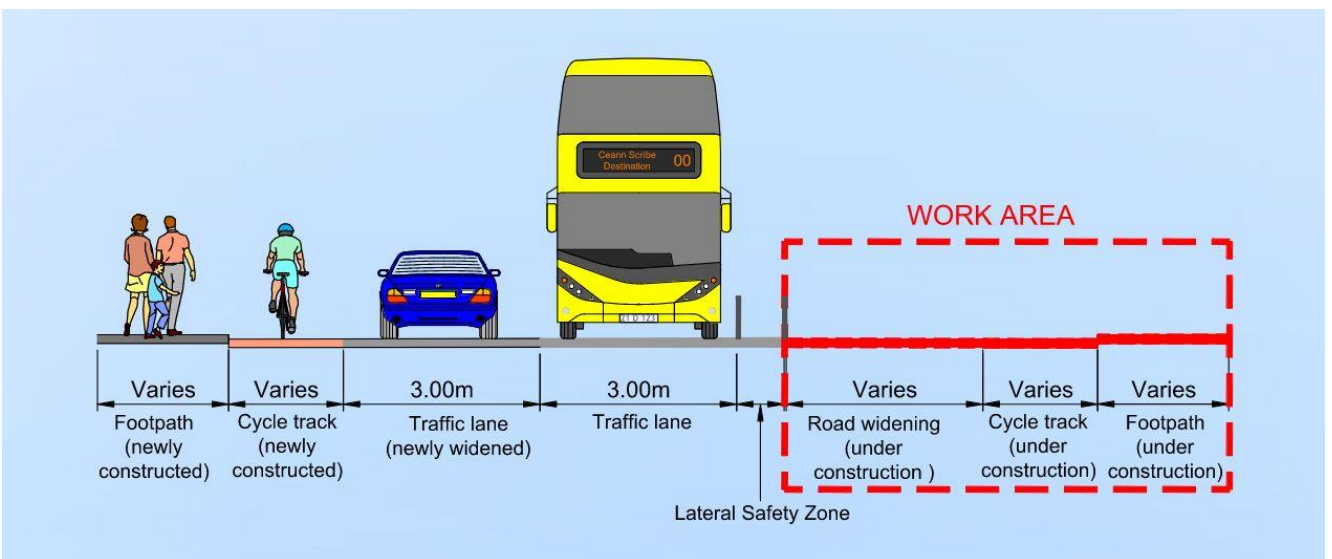 Ceann Scríbe
Destination
00
WORK AREA
Varies
Varies
3.00m
3.00m
Varies
Varies
Varies
Footpath
(newly
constructed)
Cycle track
(newly
constructed)
Traffic lane
(newly widened)
Traffic lane
Road widening
(under
construction )
Cycle track
(under
construction)
Footpath
(under
construction)
Lateral Safety Zone